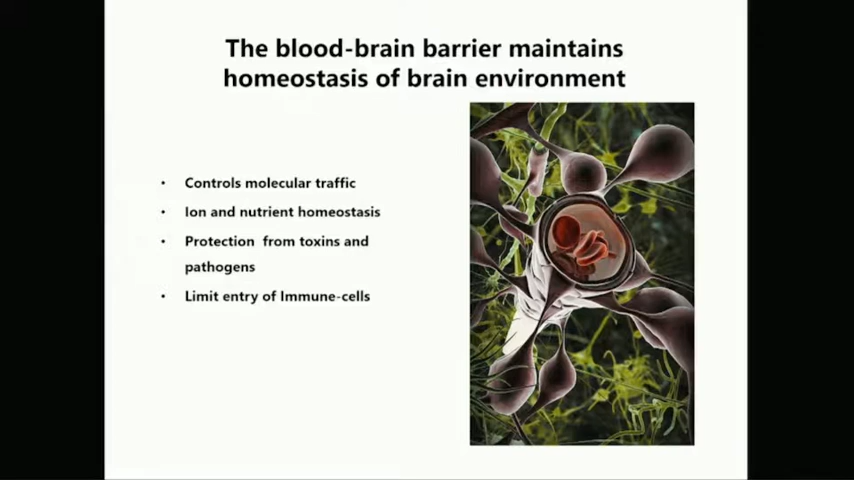 The blood-brain barrier maintains
homeostasis of brain environment
• Controls molecular traffic
• Ion and nutrient homeostasis
• Protection from toxins and
pathogens
• Limit entry of Immune-cells